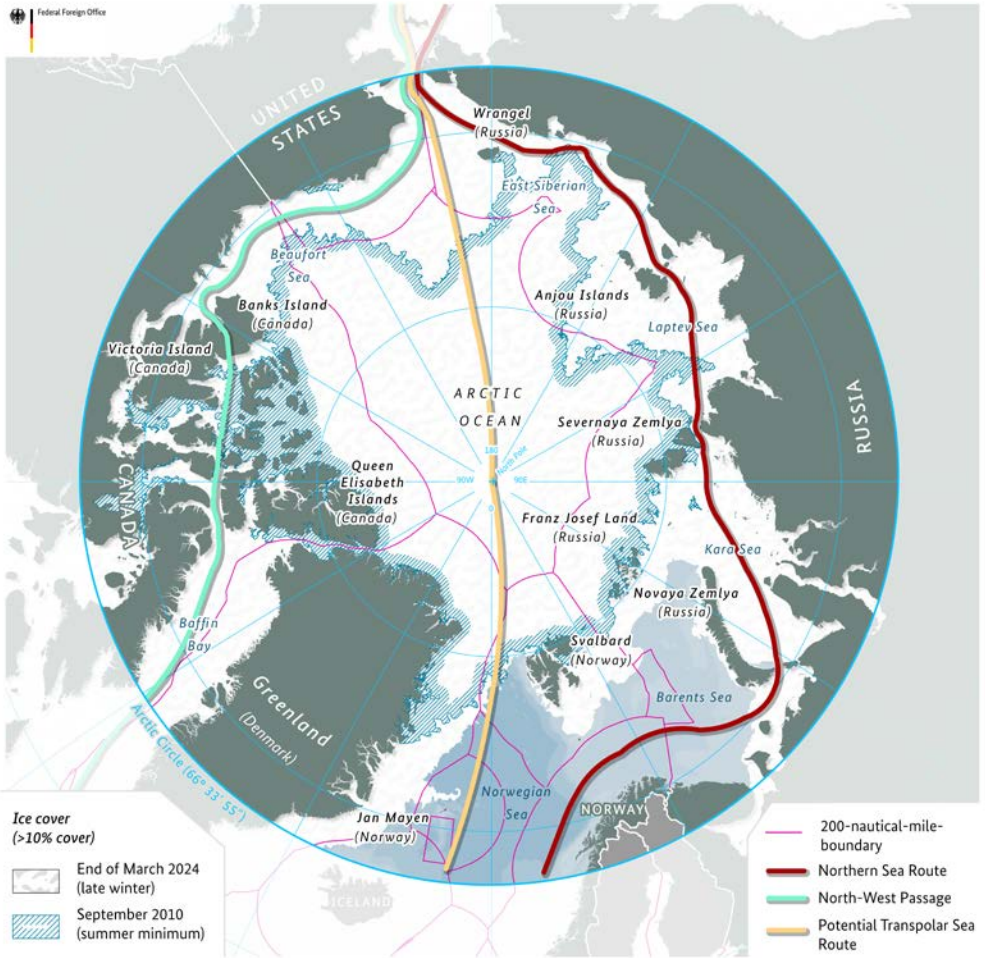 Federal Foreign Office
UNITED
STATES
Wrangel
(Russia)
East Siberian
Sea
Beaufort
Sea
Banks Island
(Canada)
Anjou Islands
(Russia)
Laptev Sea
Victoria Island
(Canada)
ARCTIC
OCEAN
RUSSIA
Severnaya Zemlya
(Russia)
180
North Pole
90W
90E
0
CANADA
Queen
Elisabeth
Islands
(Canada)
Franz Josef Land
(Russia)
Kara Sea
Novaya Zemlya
(Russia)
Baffin
Bay
Svalbard
(Norway)
Barents Sea
Greenland
(Denmark)
Arctic Circle (66° 33' 55")
Norwegian
Sea
NORWAY
Jan Mayen
(Norway)
ICELAND
Ice cover
(>10% cover)
End of March 2024
(late winter)
September 2010
(summer minimum)
200-nautical-mile-
boundary
Northern Sea Route
North-West Passage
Potential Transpolar Sea
Route